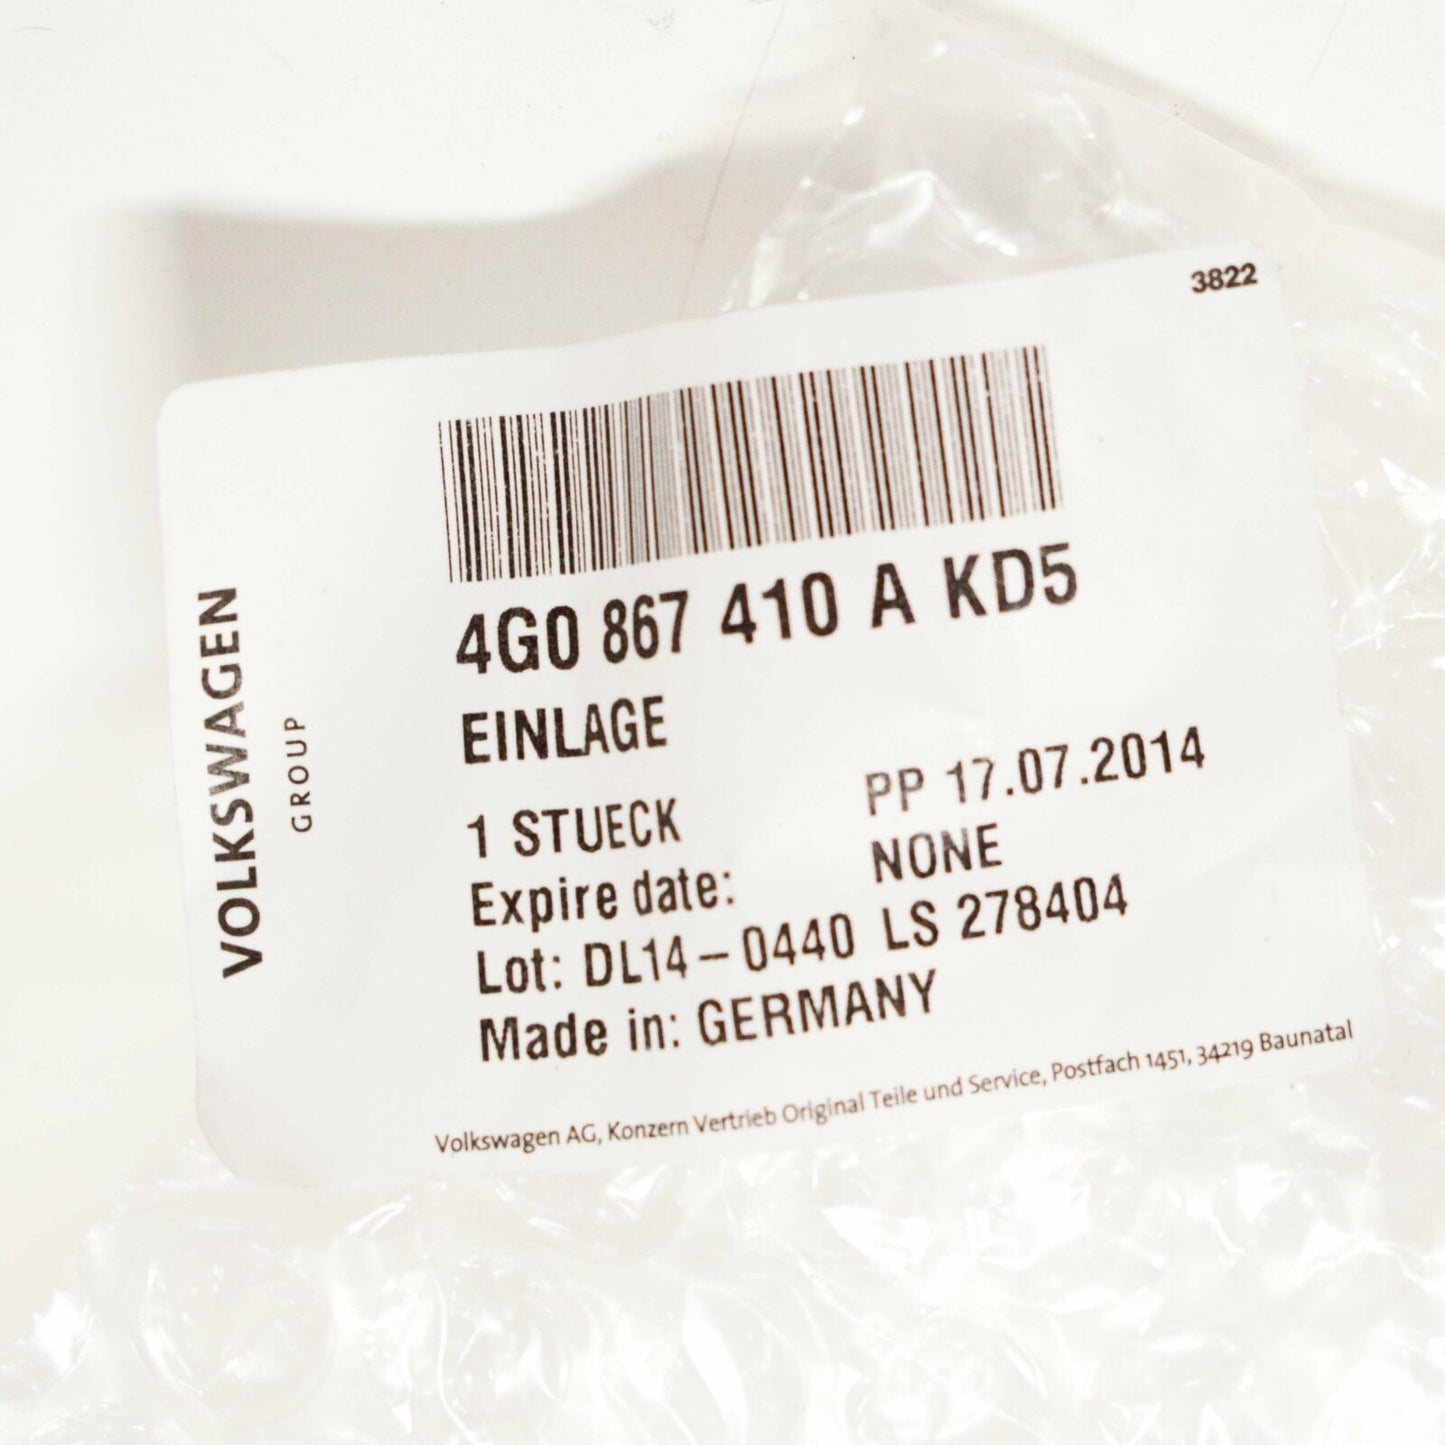 3822
VOLKSWAGEN
GROUP
4G0 867 410 A KD5
EINLAGE
1 STUECK PP 17.07.2014
Expire date: NONE
Lot: DL14-0440 LS 278404
Made in: GERMANY
Volkswagen AG, Konzern Vertrieb Original Teile und Service, Postfach 1451, 34219 Baunatal